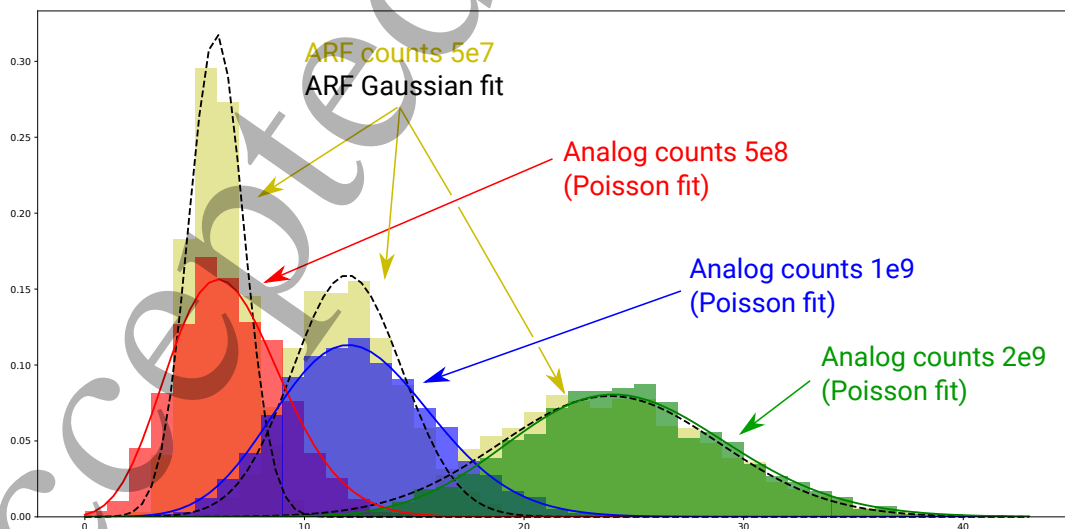 ARF counts 5e7
ARF Gaussian fit
Analog counts 5e8
(Poisson fit)
Analog counts 1e9
(Poisson fit)
Analog counts 2e9
(Poisson fit)
0.30
0.25
0.20
0.15
0.10
0.05
0.00
0
10
20
30
40
ccepted